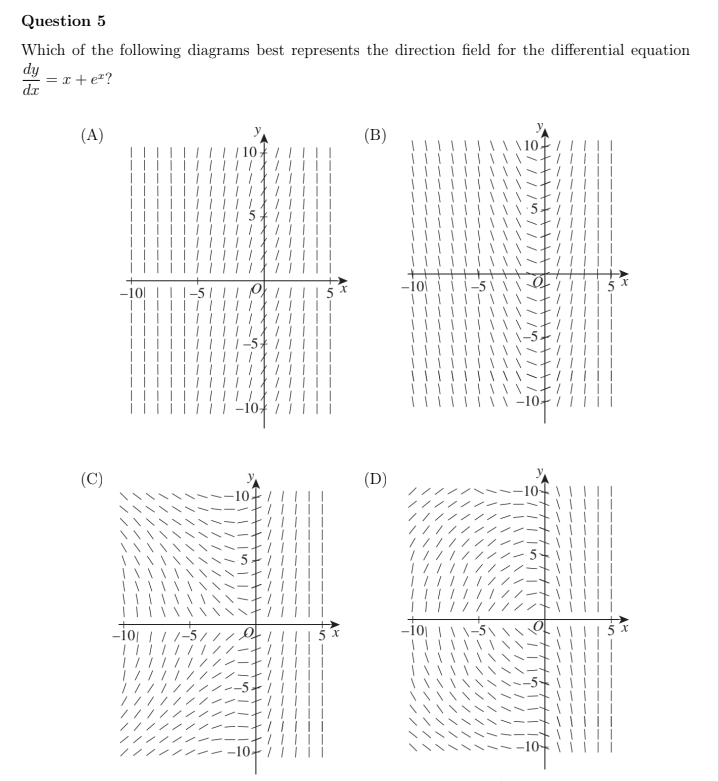 Question 5
Which of the following diagrams best represents the direction field for the differential equation
dy/dx = x + e^x?
(A)
y
10
5
−10
−5
O
5
x
−5
−10
(B)
y
10
5
−10
−5
O
5
x
−5
−10
(C)
y
10
5
−10
−5
O
5
x
−5
−10
(D)
y
10
5
−10
−5
O
5
x
−5
−10